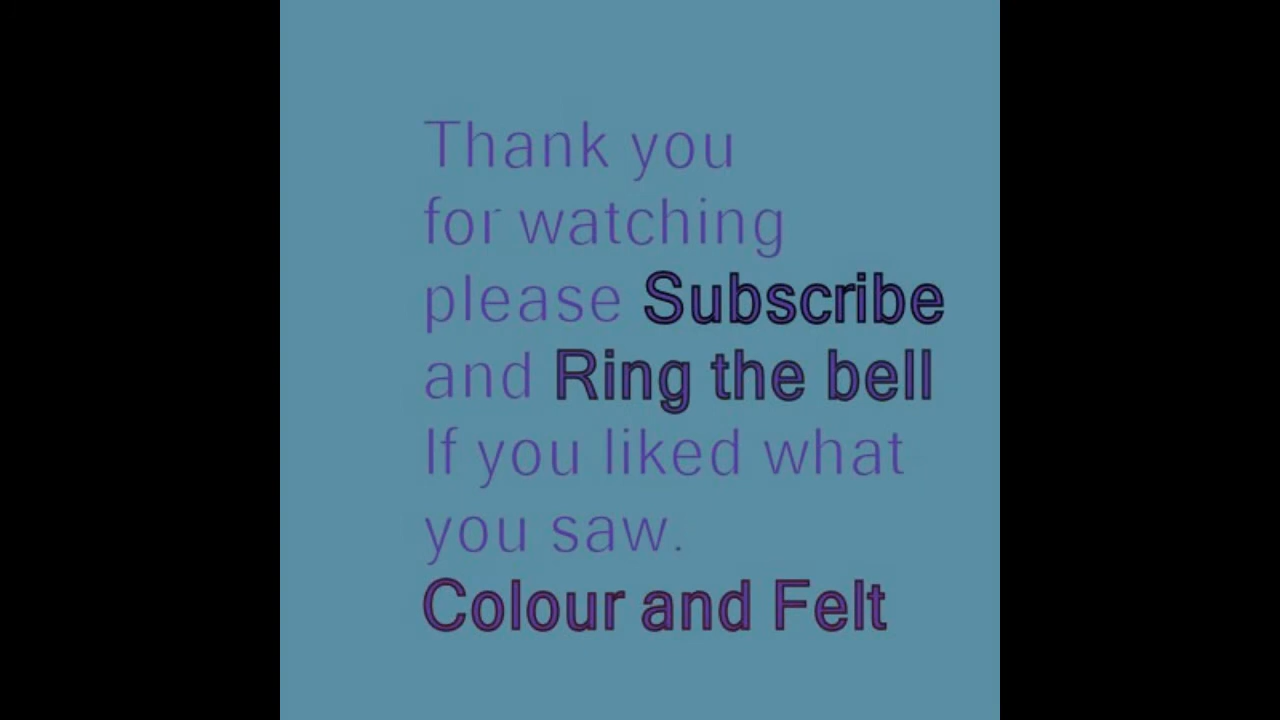 Thank you
for watching
please Subscribe
and Ring the bell
If you liked what
you saw.
Colour and Felt